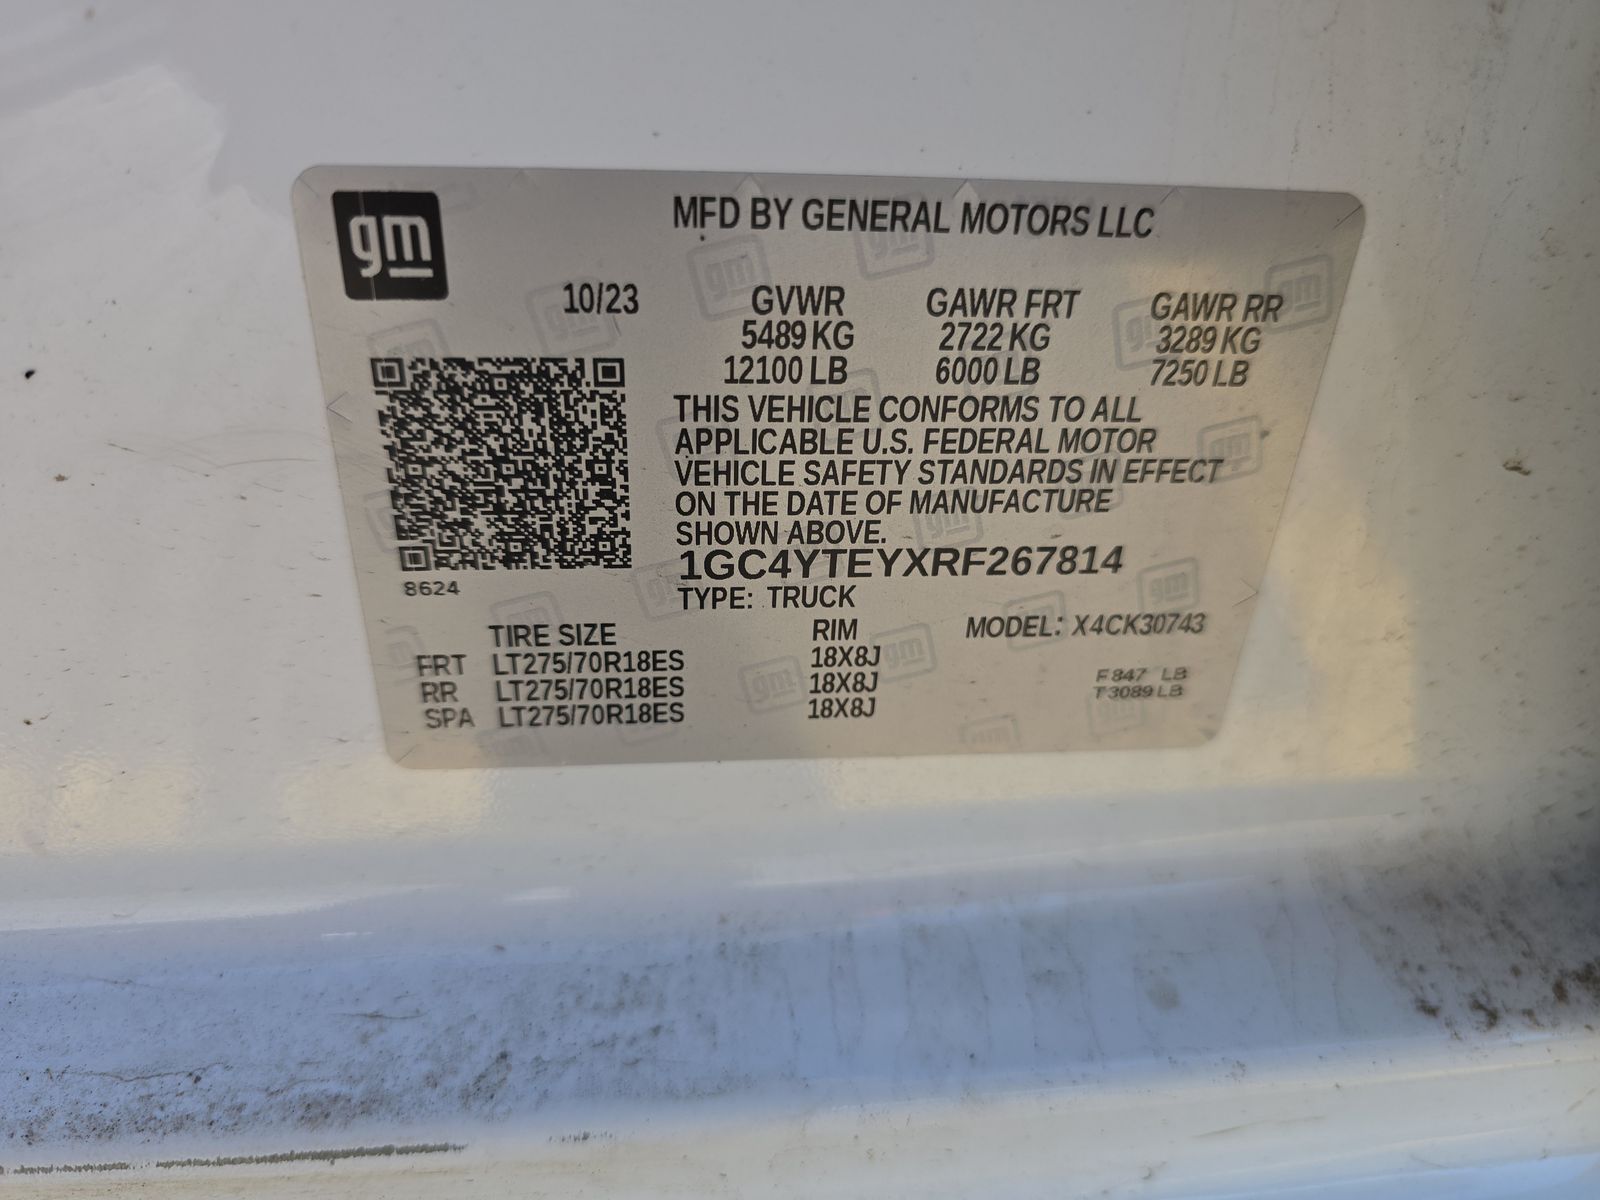 gm
MFD BY GENERAL MOTORS LLC
10/23 GVWR GAWR FRT GAWR RR
5489 KG 2722 KG 3289 KG
12100 LB 6000 LB 7250 LB
THIS VEHICLE CONFORMS TO ALL
APPLICABLE U.S. FEDERAL MOTOR
VEHICLE SAFETY STANDARDS IN EFFECT
ON THE DATE OF MANUFACTURE
SHOWN ABOVE.
1GC4YTEYXRF267814
8624
TYPE: TRUCK
TIRE SIZE RIM MODEL: X4CK30743
FRT LT275/70R18ES 18X8J
RR LT275/70R18ES 18X8J
SPA LT275/70R18ES 18X8J
F 847 LB
T 3089 LB